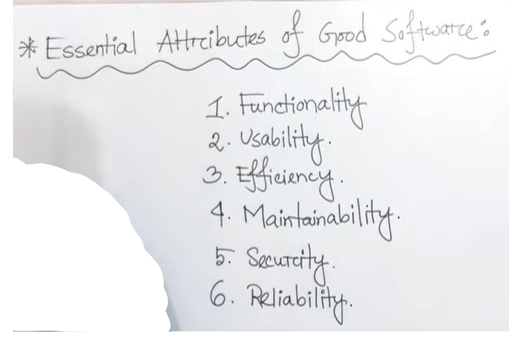 * Essential Attributes of Good Software:
1. Functionality
2. Usability.
3. Efficiency.
4. Maintainability.
5. Security.
6. Reliability.